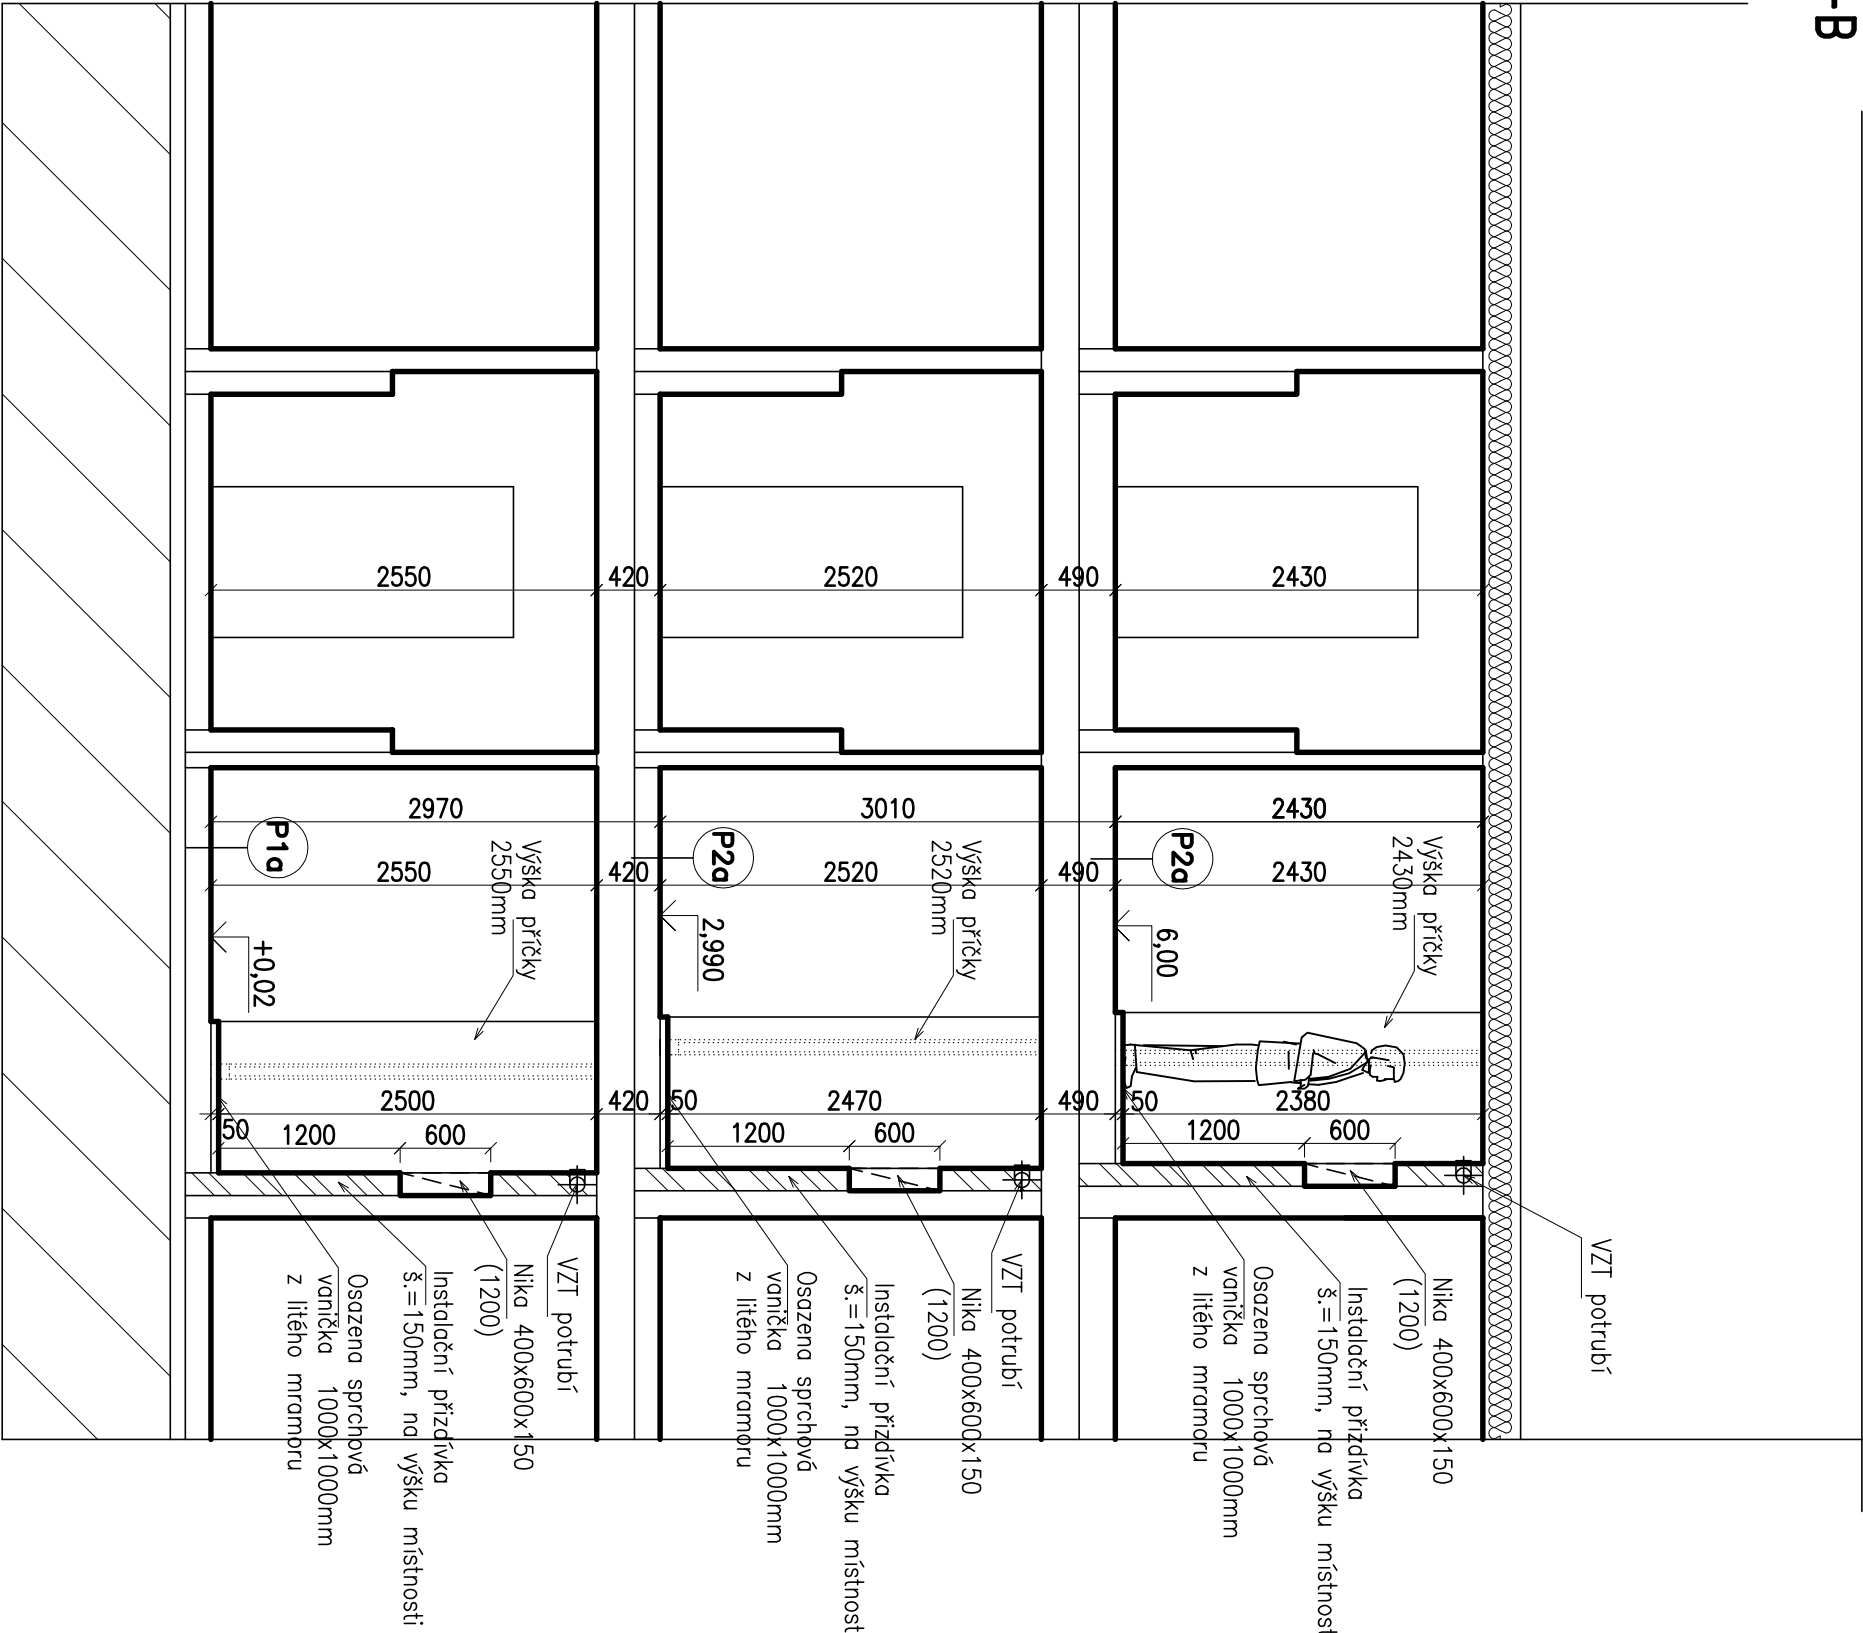 -B
VZT potrubí
Nika 400x600x150
(1200)
Instalační přizdívka
š.=150mm, na výšku místnost
Osazena sprchová
vanička 1000x1000mm
z litého mramoru
Výška příčky
2430mm
2430
2430
2430
P2a
6,00
50
2380
1200
600
490
490
490
VZT potrubí
Nika 400x600x150
(1200)
Instalační přizdívka
š.=150mm, na výšku místnost
Osazena sprchová
vanička 1000x1000mm
z litého mramoru
Výška příčky
2520mm
2520
3010
2520
P2a
2,990
50
2470
1200
600
420
420
420
VZT potrubí
Nika 400x600x150
(1200)
Instalační přizdívka
š.=150mm, na výšku místnosti
Osazena sprchová
vanička 1000x1000mm
z litého mramoru
Výška příčky
2550mm
2550
2970
2550
P1a
+0,02
50
2500
1200
600